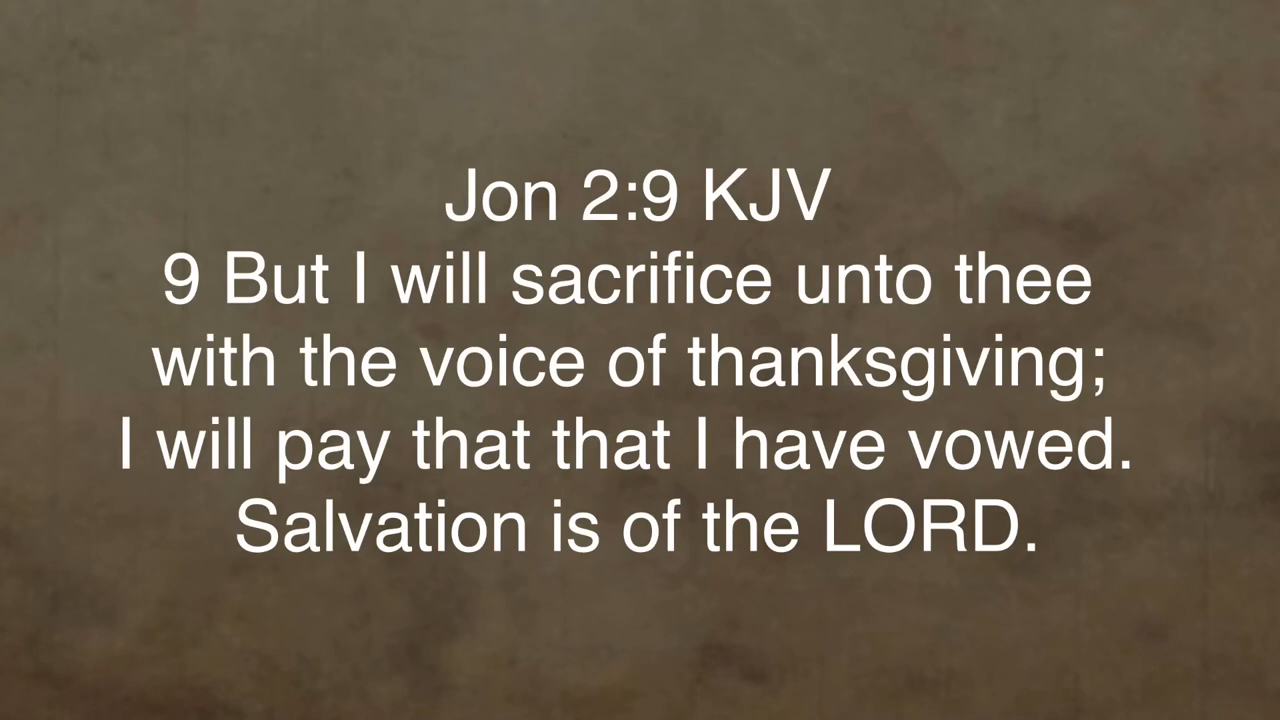 Jon 2:9 KJV
9 But I will sacrifice unto thee
with the voice of thanksgiving;
I will pay that that I have vowed.
Salvation is of the LORD.